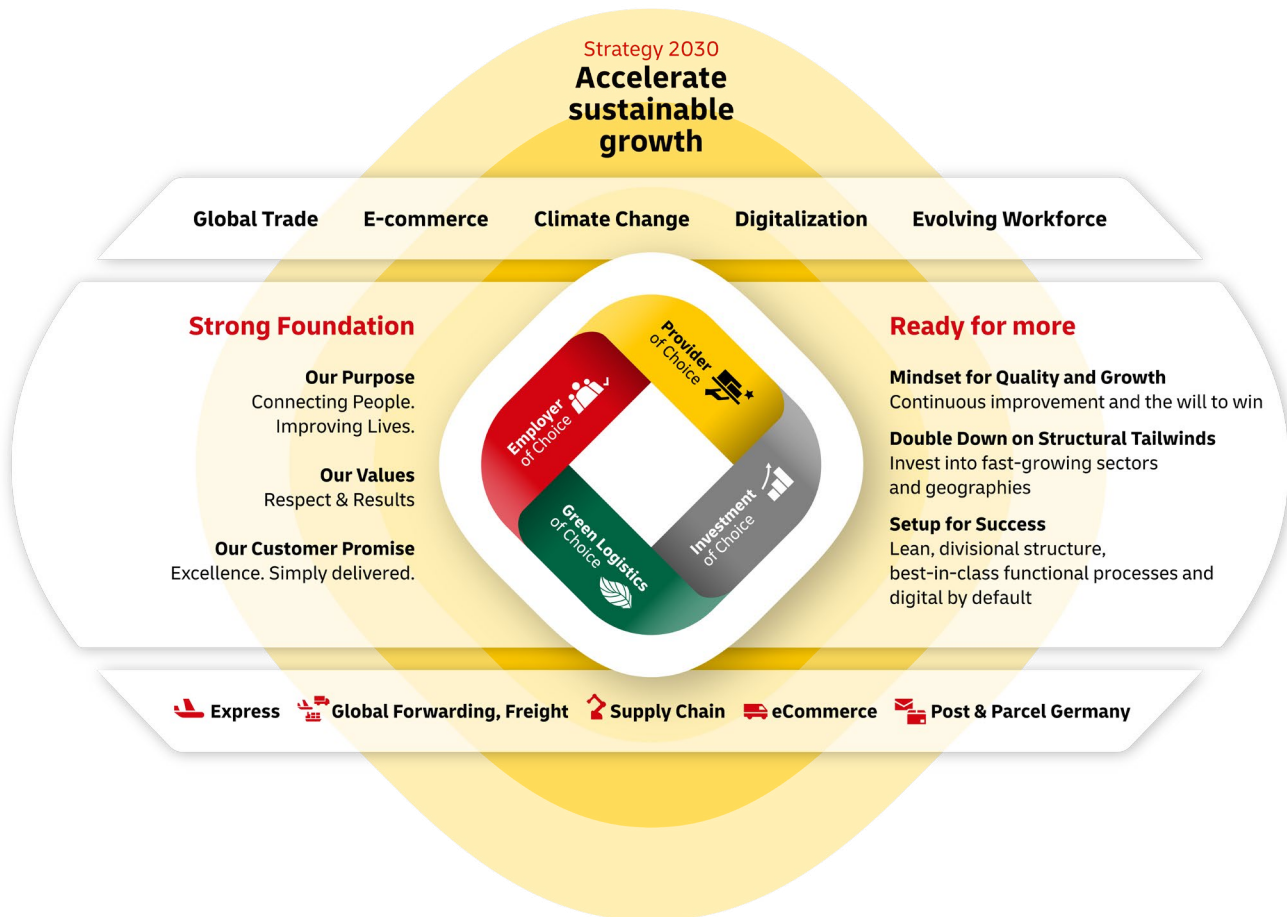 Strategy 2030
Accelerate
sustainable
growth
Global Trade E-commerce Climate Change Digitalization Evolving Workforce
Strong Foundation
Our Purpose
Connecting People.
Improving Lives.
Our Values
Respect & Results
Our Customer Promise
Excellence. Simply delivered.
Employer
of Choice
Provider
of Choice
Green Logistics
of Choice
Investment
of Choice
Ready for more
Mindset for Quality and Growth
Continuous improvement and the will to win
Double Down on Structural Tailwinds
Invest into fast-growing sectors
and geographies
Setup for Success
Lean, divisional structure,
best-in-class functional processes and
digital by default
Express Global Forwarding, Freight Supply Chain eCommerce Post & Parcel Germany